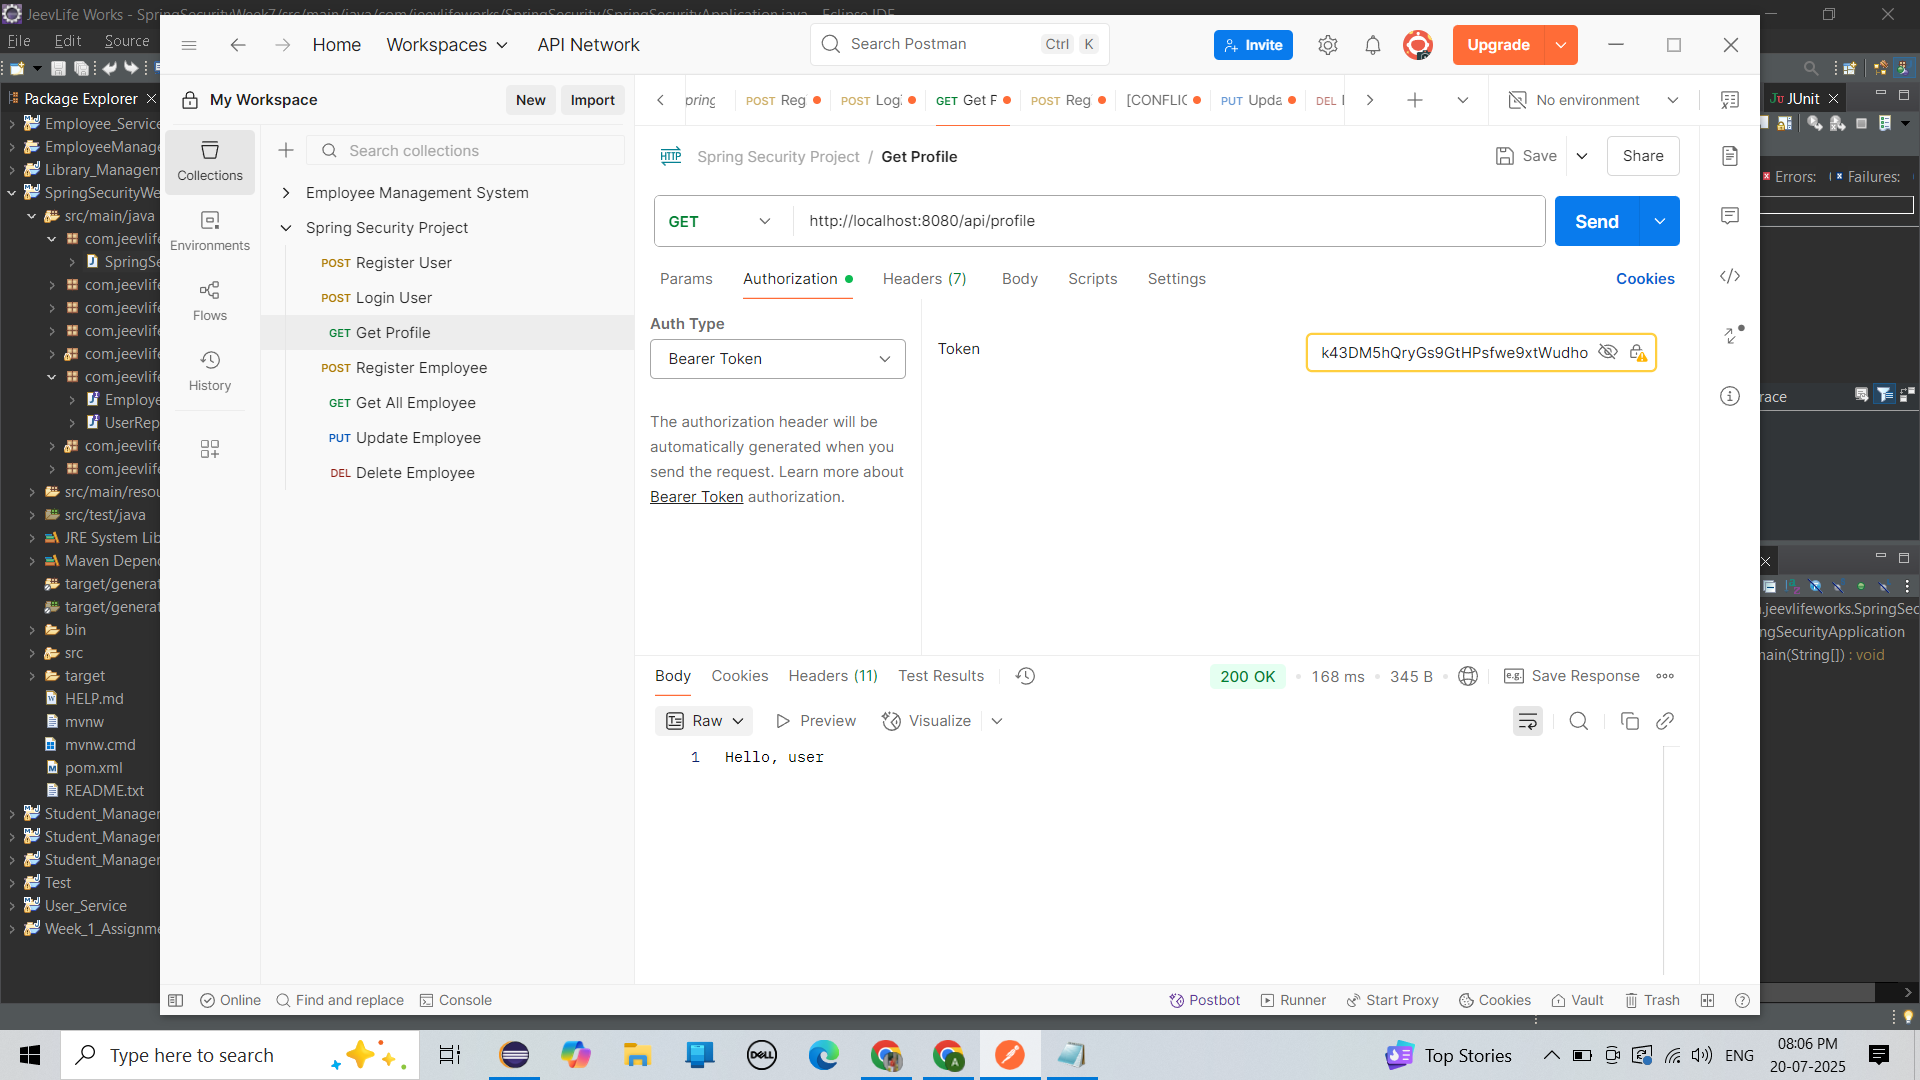 JeevLife Works - SpringSecurityWeek7/src/main/java/com/jeevlifeworks/SpringSecurity/SpringSecurityApplication.java - Eclipse IDE
File Edit Source
Package Explorer
Employee_Service
EmployeeManage
Library_Managem
SpringSecurityWe
src/main/java
com.jeevlife
SpringSe
com.jeevlife
com.jeevlife
com.jeevlife
com.jeevlife
com.jeevlife
Employe
UserRep
com.jeevlife
com.jeevlife
src/main/resou
src/test/java
JRE System Lib
Maven Depend
target/generat
target/generat
bin
src
target
HELP.md
mvnw
mvnw.cmd
pom.xml
README.txt
Student_Manager
Student_Manager
Student_Manager
Test
User_Service
Week_1_Assignme
Home Workspaces API Network
Search Postman Ctrl K
Invite
Upgrade
My Workspace
New Import
Collections
Environments
Flows
History
Search collections
Employee Management System
Spring Security Project
POST Register User
POST Login User
GET Get Profile
POST Register Employee
GET Get All Employee
PUT Update Employee
DEL Delete Employee
pring POST Reg POST Log GET Get F POST Reg [CONFLIC PUT Upda DEL
No environment
HTTP Spring Security Project / Get Profile
Save Share
GET http://localhost:8080/api/profile Send
Params Authorization Headers (7) Body Scripts Settings Cookies
Auth Type
Bearer Token
The authorization header will be
automatically generated when you
send the request. Learn more about
Bearer Token authorization.
Token k43DM5hQryGs9GtHPsfwe9xtWudho
Body Cookies Headers (11) Test Results 200 OK 168 ms 345 B e.g. Save Response
Raw Preview Visualize
1 Hello, user
Online Find and replace Console Postbot Runner Start Proxy Cookies Vault Trash
JUnit
Errors: Failures:
race
.jeevlifeworks.SpringSec
ngSecurityApplication
main(String[]) : void
Type here to search
DELL
Top Stories
ENG
08:06 PM
20-07-2025